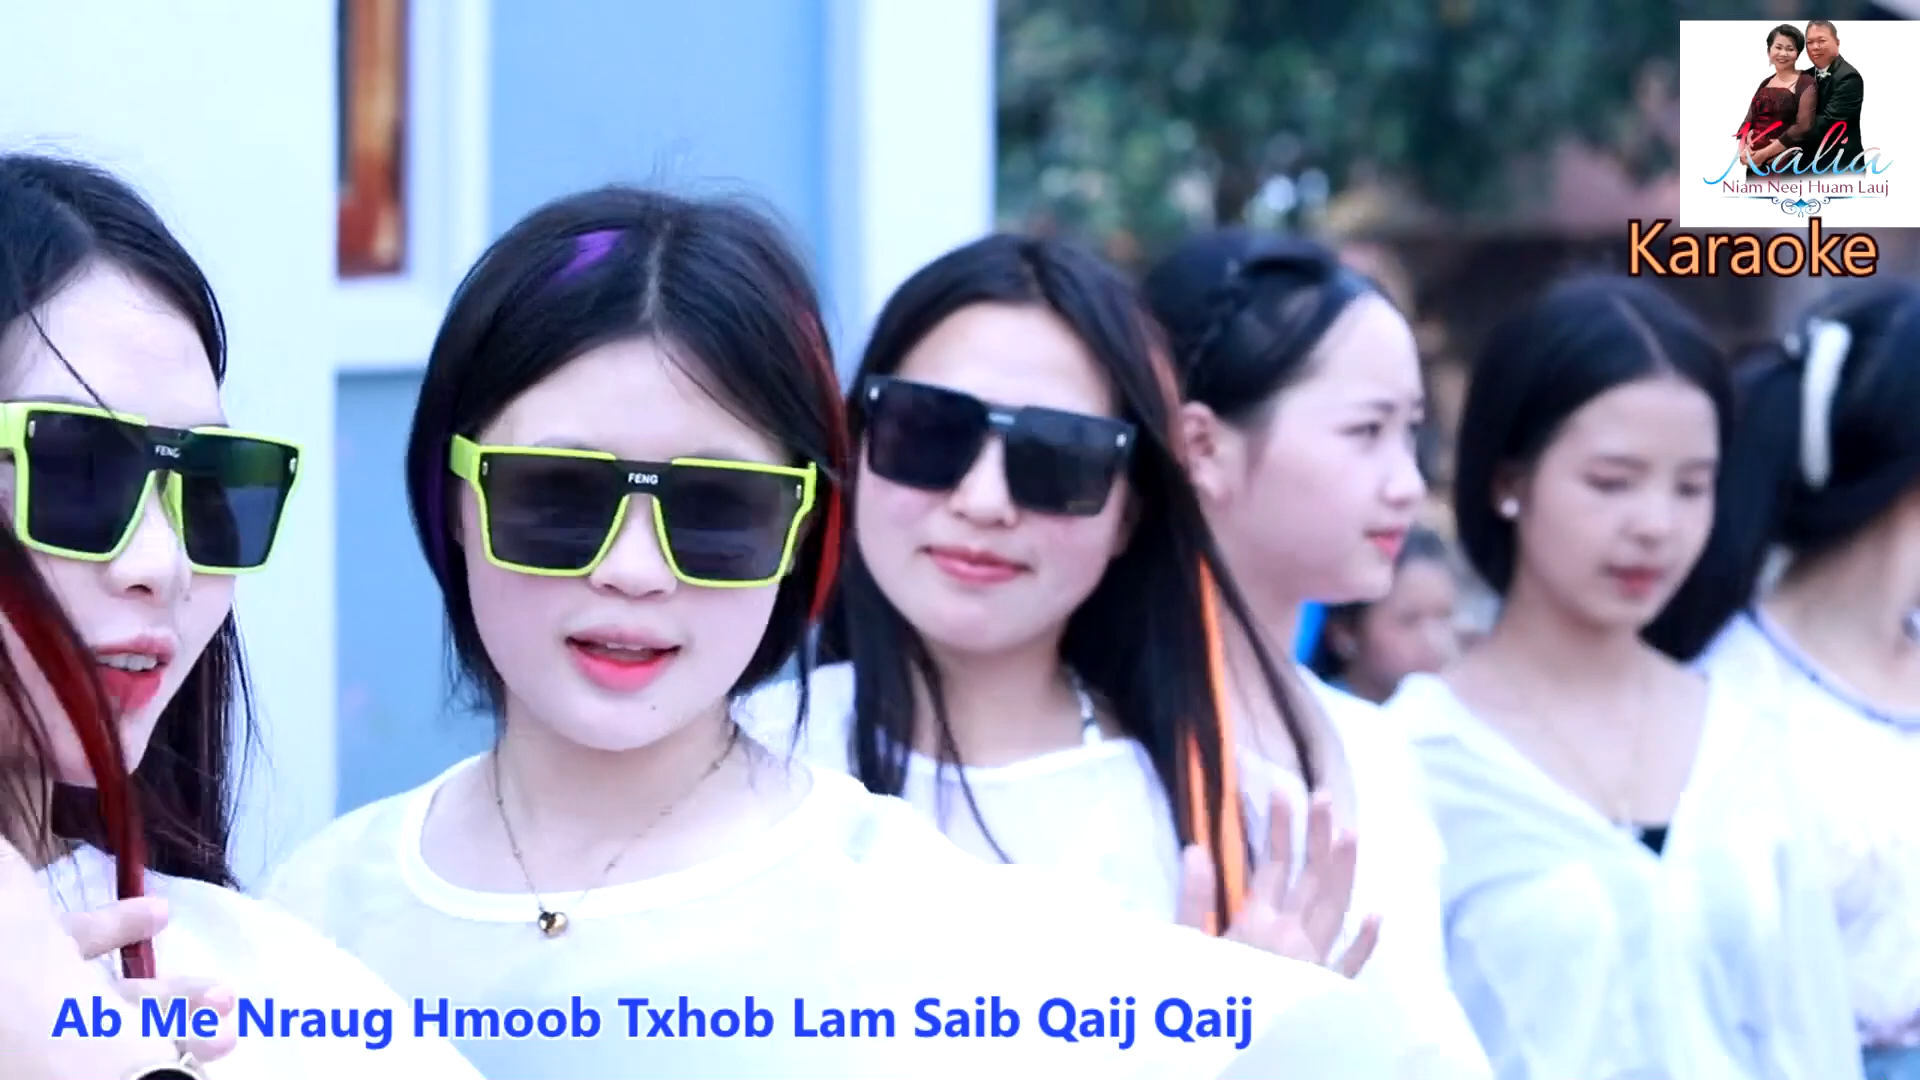 Kalia
Niam Neej Huam Lauj
Karaoke
FENG
FENG
Ab Me Nraug Hmoob Txhob Lam Saib Qaij Qaij